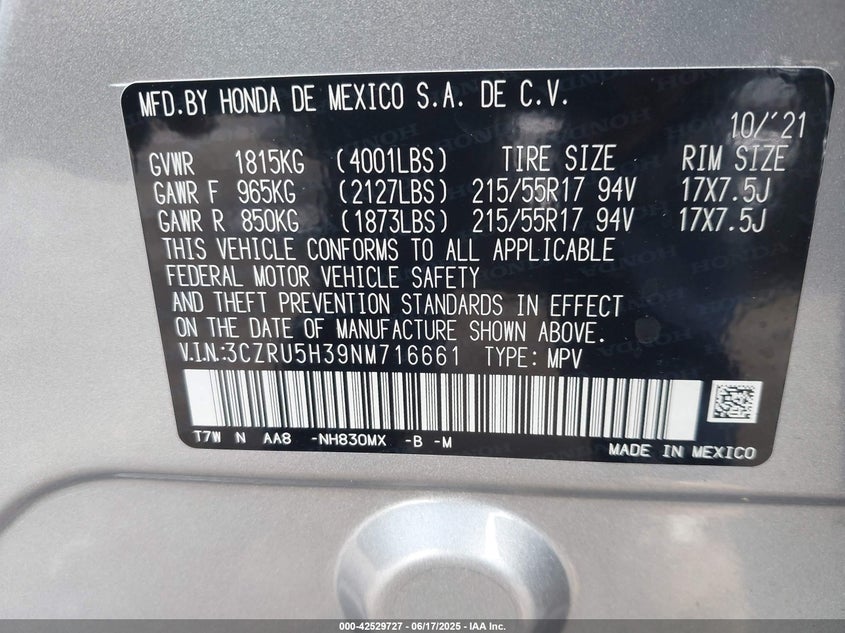 MFD.BY HONDA DE MEXICO S.A. DE C.V.
10/'21
GVWR 1815KG (4001LBS) TIRE SIZE RIM SIZE
GAWR F 965KG (2127LBS) 215/55R17 94V 17X7.5J
GAWR R 850KG (1873LBS) 215/55R17 94V 17X7.5J
THIS VEHICLE CONFORMS TO ALL APPLICABLE
FEDERAL MOTOR VEHICLE SAFETY
AND THEFT PREVENTION STANDARDS IN EFFECT
ON THE DATE OF MANUFACTURE SHOWN ABOVE.
V.I.N.:3CZRU5H39NM716661 TYPE: MPV
T7W N AA8 -NH830MX -B -M
MADE IN MEXICO
000-42529727 - 06/17/2025 - IAA Inc.